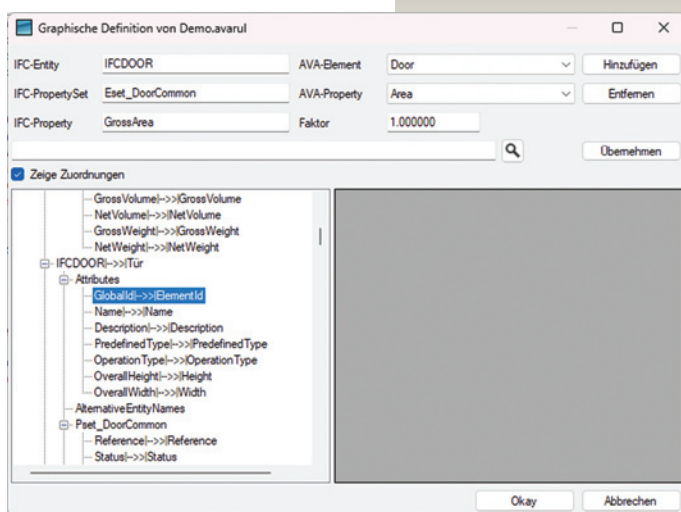 Graphische Definition von Demo.avarul
IFC-Entity IFCDOOR AVA-Element Door Hinzufügen
IFC-PropertySet Eset_DoorCommon AVA-Property Area Entfernen
IFC-Property GrossArea Faktor 1.000000
Übernehmen
Zeige Zuordnungen
GrossVolume|-->>|GrossVolume
NetVolume|-->>|NetVolume
GrossWeight|-->>|GrossWeight
NetWeight|-->>|NetWeight
IFCDOOR|-->>|Tür
Attributes
GlobalId|-->>|ElementId
Name|-->>|Name
Description|-->>|Description
PredefinedType|-->>|PredefinedType
OperationType|-->>|OperationType
OverallHeight|-->>|Height
OverallWidth|-->>|Width
AlternativeEntityNames
Pset_DoorCommon
Reference|-->>|Reference
Status|-->>|Status
Okay Abbrechen